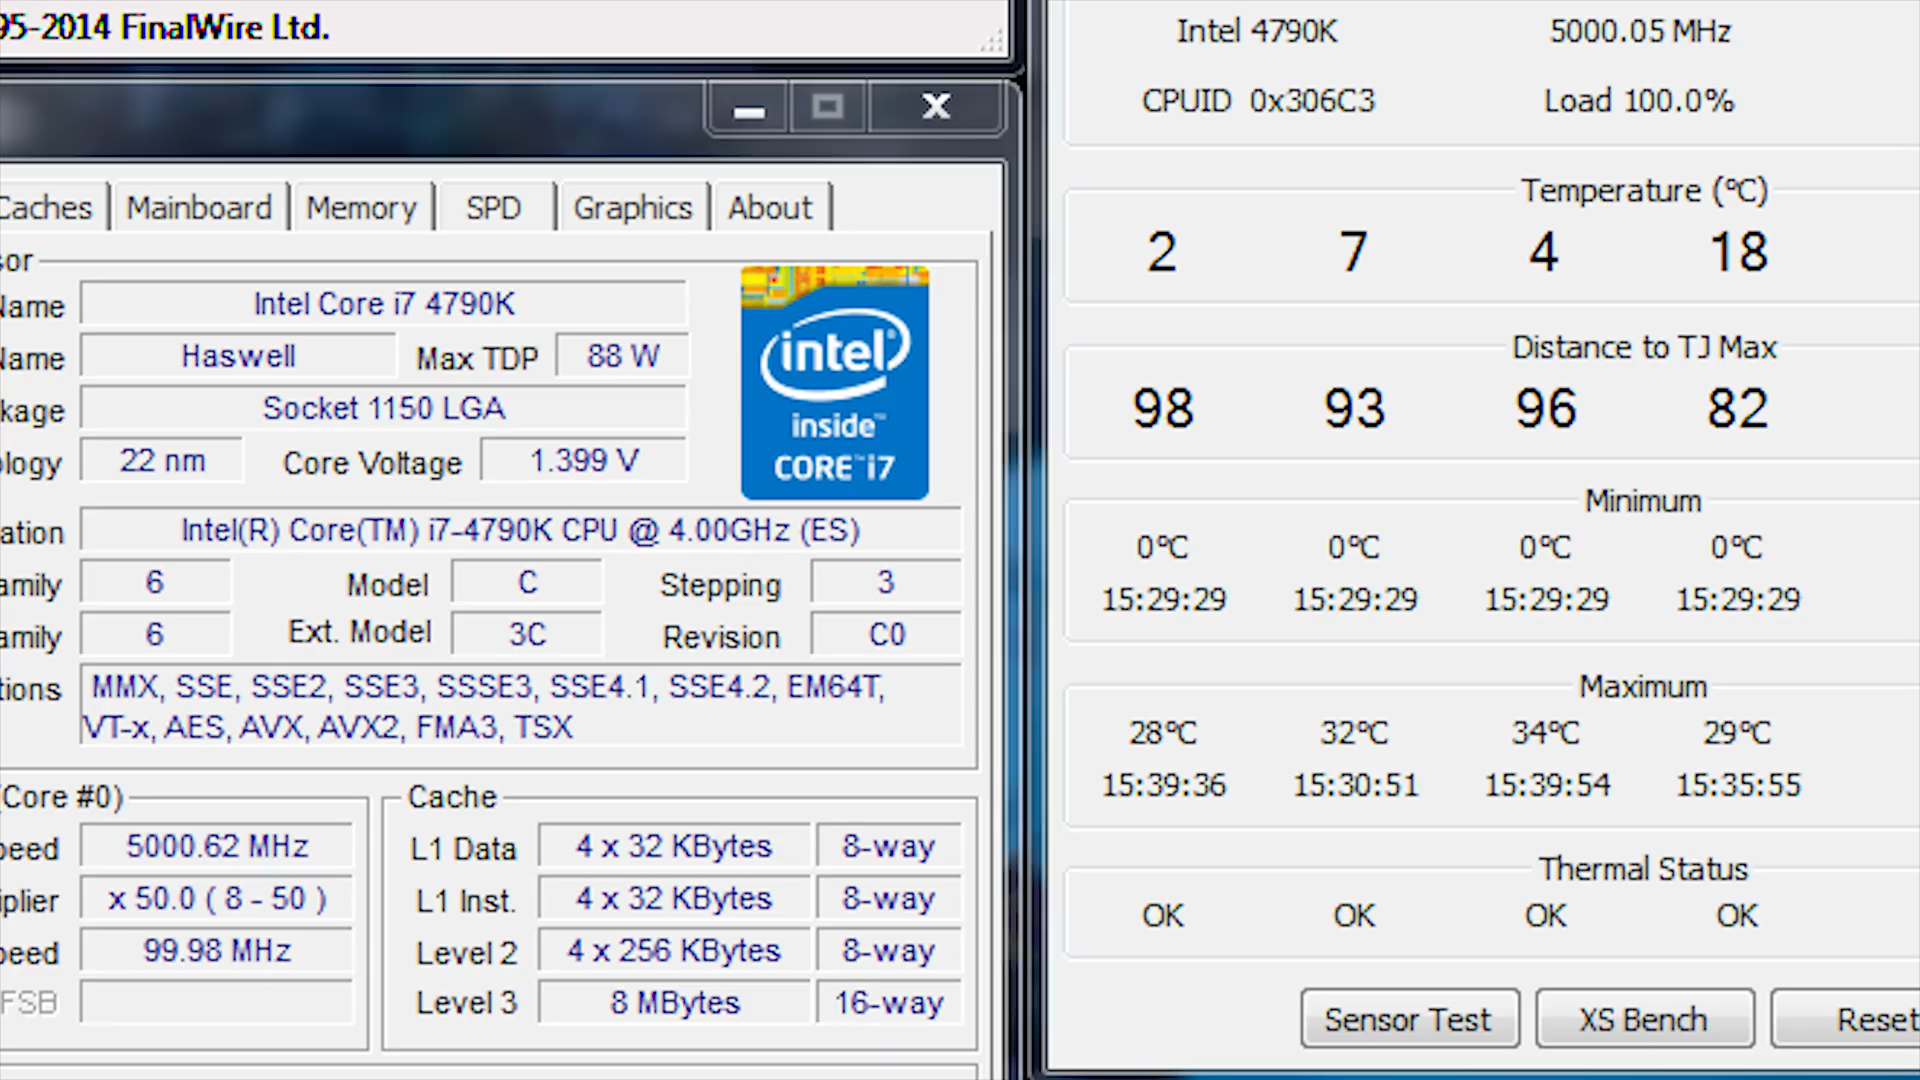 95-2014 FinalWire Ltd.
Caches Mainboard Memory SPD Graphics About
sor
Name Intel Core i7 4790K
Name Haswell Max TDP 88 W
kage Socket 1150 LGA
ology 22 nm Core Voltage 1.399 V
intel®
inside™
CORE™ i7
ation Intel(R) Core(TM) i7-4790K CPU @ 4.00GHz (ES)
amily 6 Model C Stepping 3
amily 6 Ext. Model 3C Revision C0
tions MMX, SSE, SSE2, SSE3, SSSE3, SSE4.1, SSE4.2, EM64T,
VT-x, AES, AVX, AVX2, FMA3, TSX
(Core #0)
peed 5000.62 MHz
iplier x 50.0 ( 8 - 50 )
peed 99.98 MHz
FSB
Cache
L1 Data 4 x 32 KBytes 8-way
L1 Inst. 4 x 32 KBytes 8-way
Level 2 4 x 256 KBytes 8-way
Level 3 8 MBytes 16-way
Intel 4790K 5000.05 MHz
CPUID 0x306C3 Load 100.0%
Temperature (°C)
2 7 4 18
Distance to TJ Max
98 93 96 82
Minimum
0°C 0°C 0°C 0°C
15:29:29 15:29:29 15:29:29 15:29:29
Maximum
28°C 32°C 34°C 29°C
15:39:36 15:30:51 15:39:54 15:35:55
Thermal Status
OK OK OK OK
Sensor Test XS Bench Reset